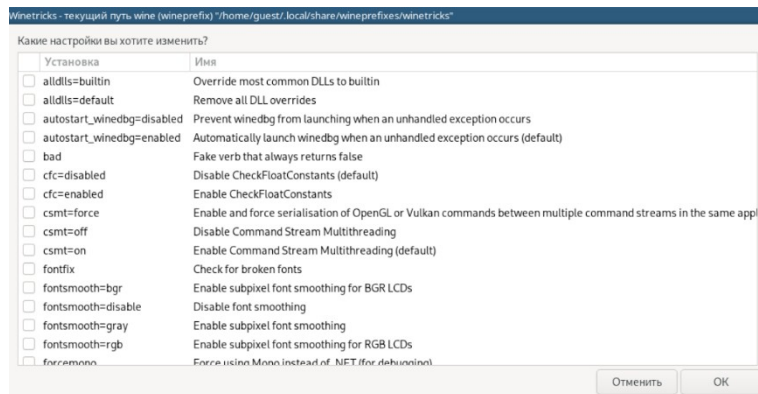 Winetricks - текущий путь wine (wineprefix) "/home/guest/.local/share/wineprefixes/winetricks"
Какие настройки вы хотите изменить?
Установка Имя
alldlls=builtin Override most common DLLs to builtin
alldlls=default Remove all DLL overrides
autostart_winedbg=disabled Prevent winedbg from launching when an unhandled exception occurs
autostart_winedbg=enabled Automatically launch winedbg when an unhandled exception occurs (default)
bad Fake verb that always returns false
cfc=disabled Disable CheckFloatConstants (default)
cfc=enabled Enable CheckFloatConstants
csmt=force Enable and force serialisation of OpenGL or Vulkan commands between multiple command streams in the same appl
csmt=off Disable Command Stream Multithreading
csmt=on Enable Command Stream Multithreading (default)
fontfix Check for broken fonts
fontsmooth=bgr Enable subpixel font smoothing for BGR LCDs
fontsmooth=disable Disable font smoothing
fontsmooth=gray Enable subpixel font smoothing
fontsmooth=rgb Enable subpixel font smoothing for RGB LCDs
forcemono Force using Mono instead of .NET (for debugging)
Отменить OK